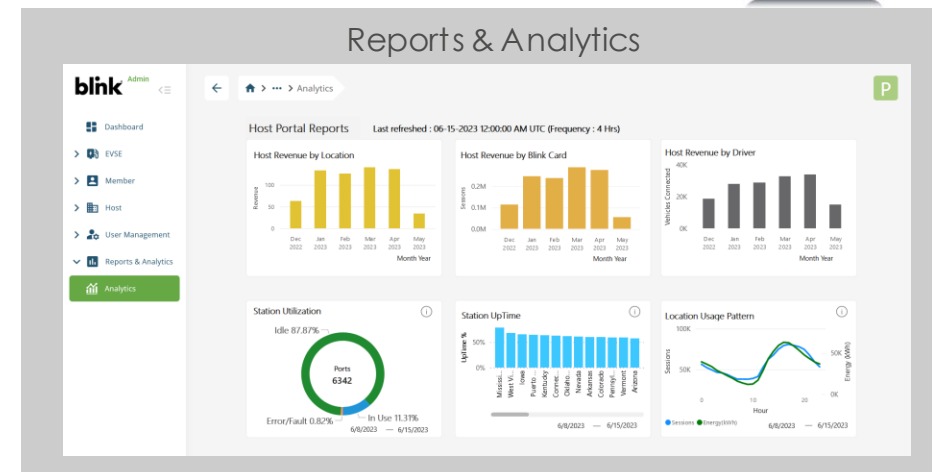 Reports & Analytics
blink Admin
Analytics
P
Dashboard
EVSE
Member
Host
User Management
Reports & Analytics
Analytics
Host Portal Reports Last refreshed : 06-15-2023 12:00:00 AM UTC (Frequency : 4 Hrs)
Host Revenue by Location
Revenue
100
50
0
Dec 2022 Jan 2023 Feb 2023 Mar 2023 Apr 2023 May 2023
Month Year
Host Revenue by Blink Card
Sessions
0.2M
0.1M
0.0M
Dec 2022 Jan 2023 Feb 2023 Mar 2023 Apr 2023 May 2023
Month Year
Host Revenue by Driver
Vehicles Connected
40K
20K
0K
Dec 2022 Jan 2023 Feb 2023 Mar 2023 Apr 2023 May 2023
Month Year
Station Utilization
Idle 87.87%
Ports
6342
Error/Fault 0.82%
In Use 11.31%
6/8/2023 — 6/15/2023
Station UpTime
Uptime %
50%
0%
Mississi...
West Vi...
Iowa
Puerto ...
Kentucky
Connec...
Oklaho...
Nevada
Arkansas
Colorado
Pennsyl...
Vermont
Arizona
6/8/2023 — 6/15/2023
Location Usage Pattern
Sessions
100K
50K
50K
0K
Energy (kWh)
0 10 20
Hour
Sessions Energy(kWh)
6/8/2023 — 6/15/2023